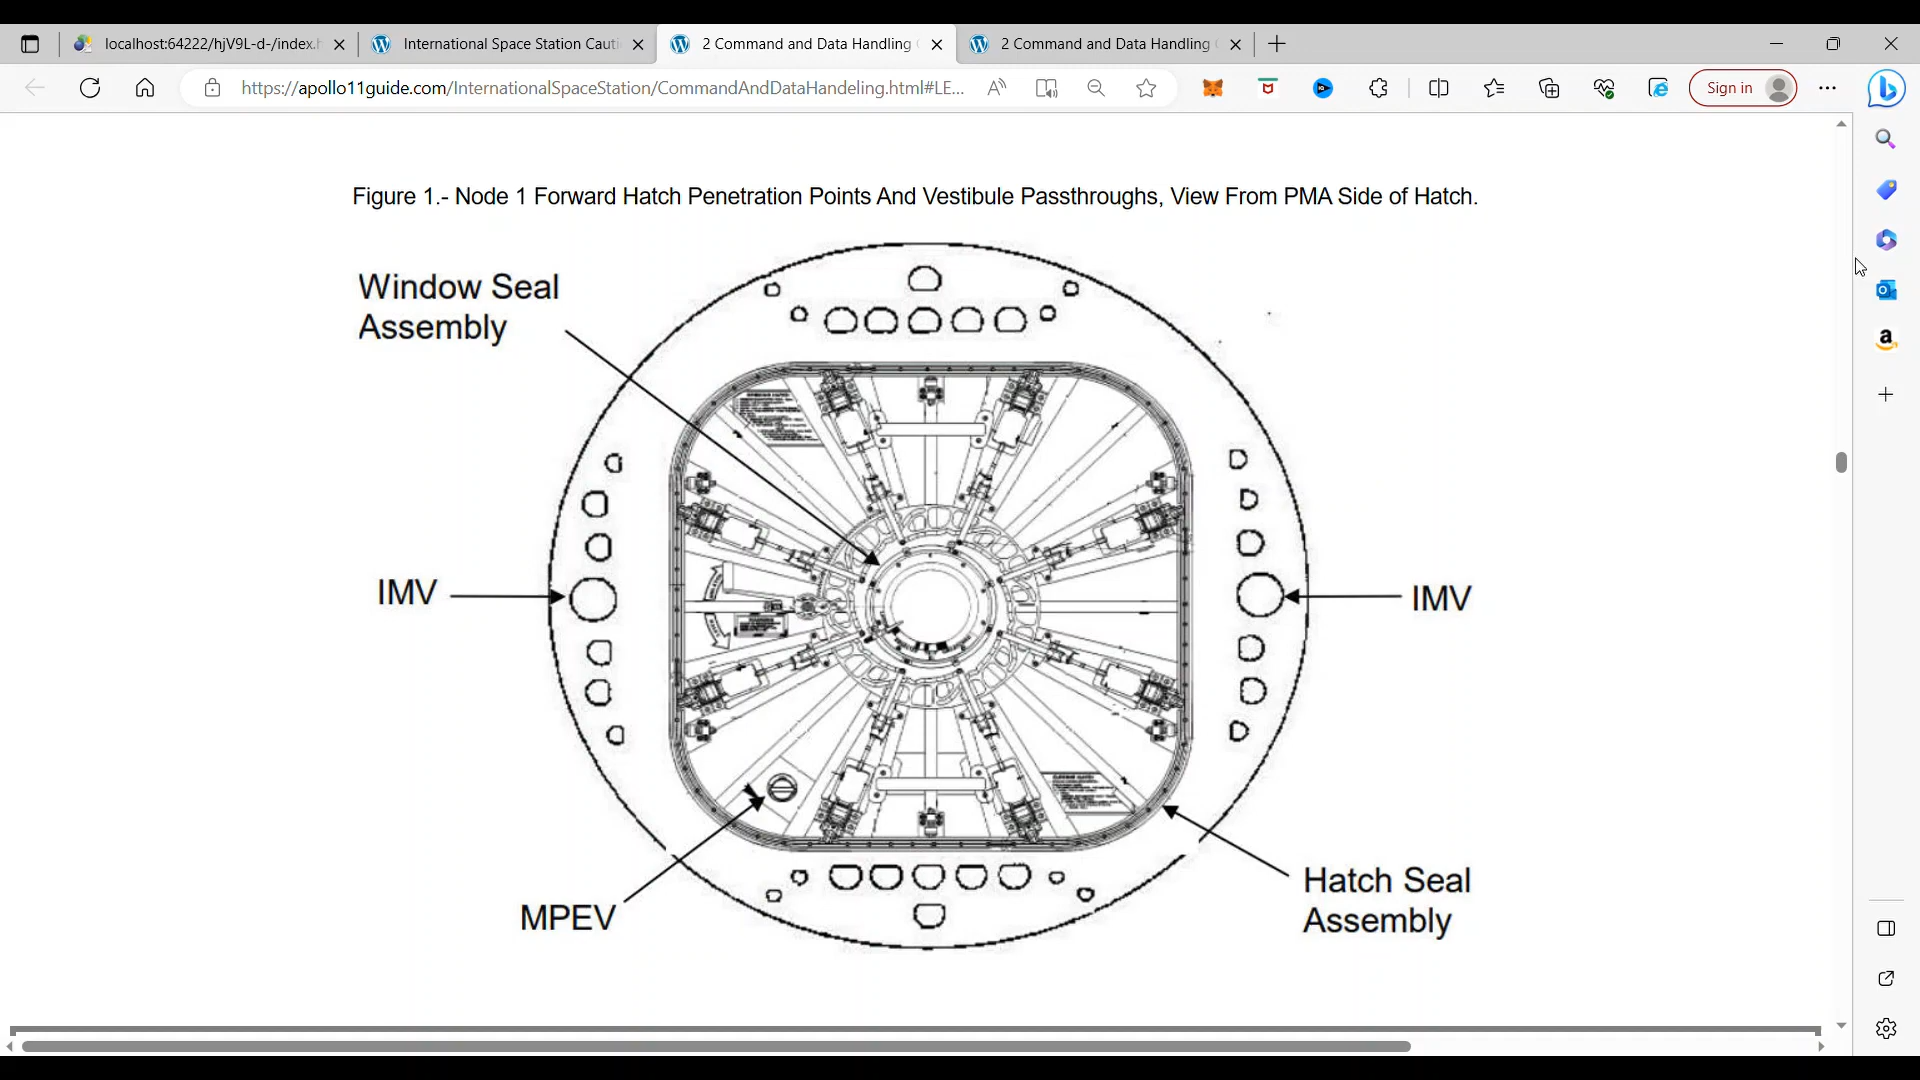 localhost:64222/hjV9L-d-/index.h
International Space Station Cauti
2 Command and Data Handling
2 Command and Data Handling
https://apollo11guide.com/InternationalSpaceStation/CommandAndDataHandeling.html#LE...
Sign in
Figure 1.- Node 1 Forward Hatch Penetration Points And Vestibule Passthroughs, View From PMA Side of Hatch.
Window Seal
Assembly
IMV
IMV
MPEV
Hatch Seal
Assembly